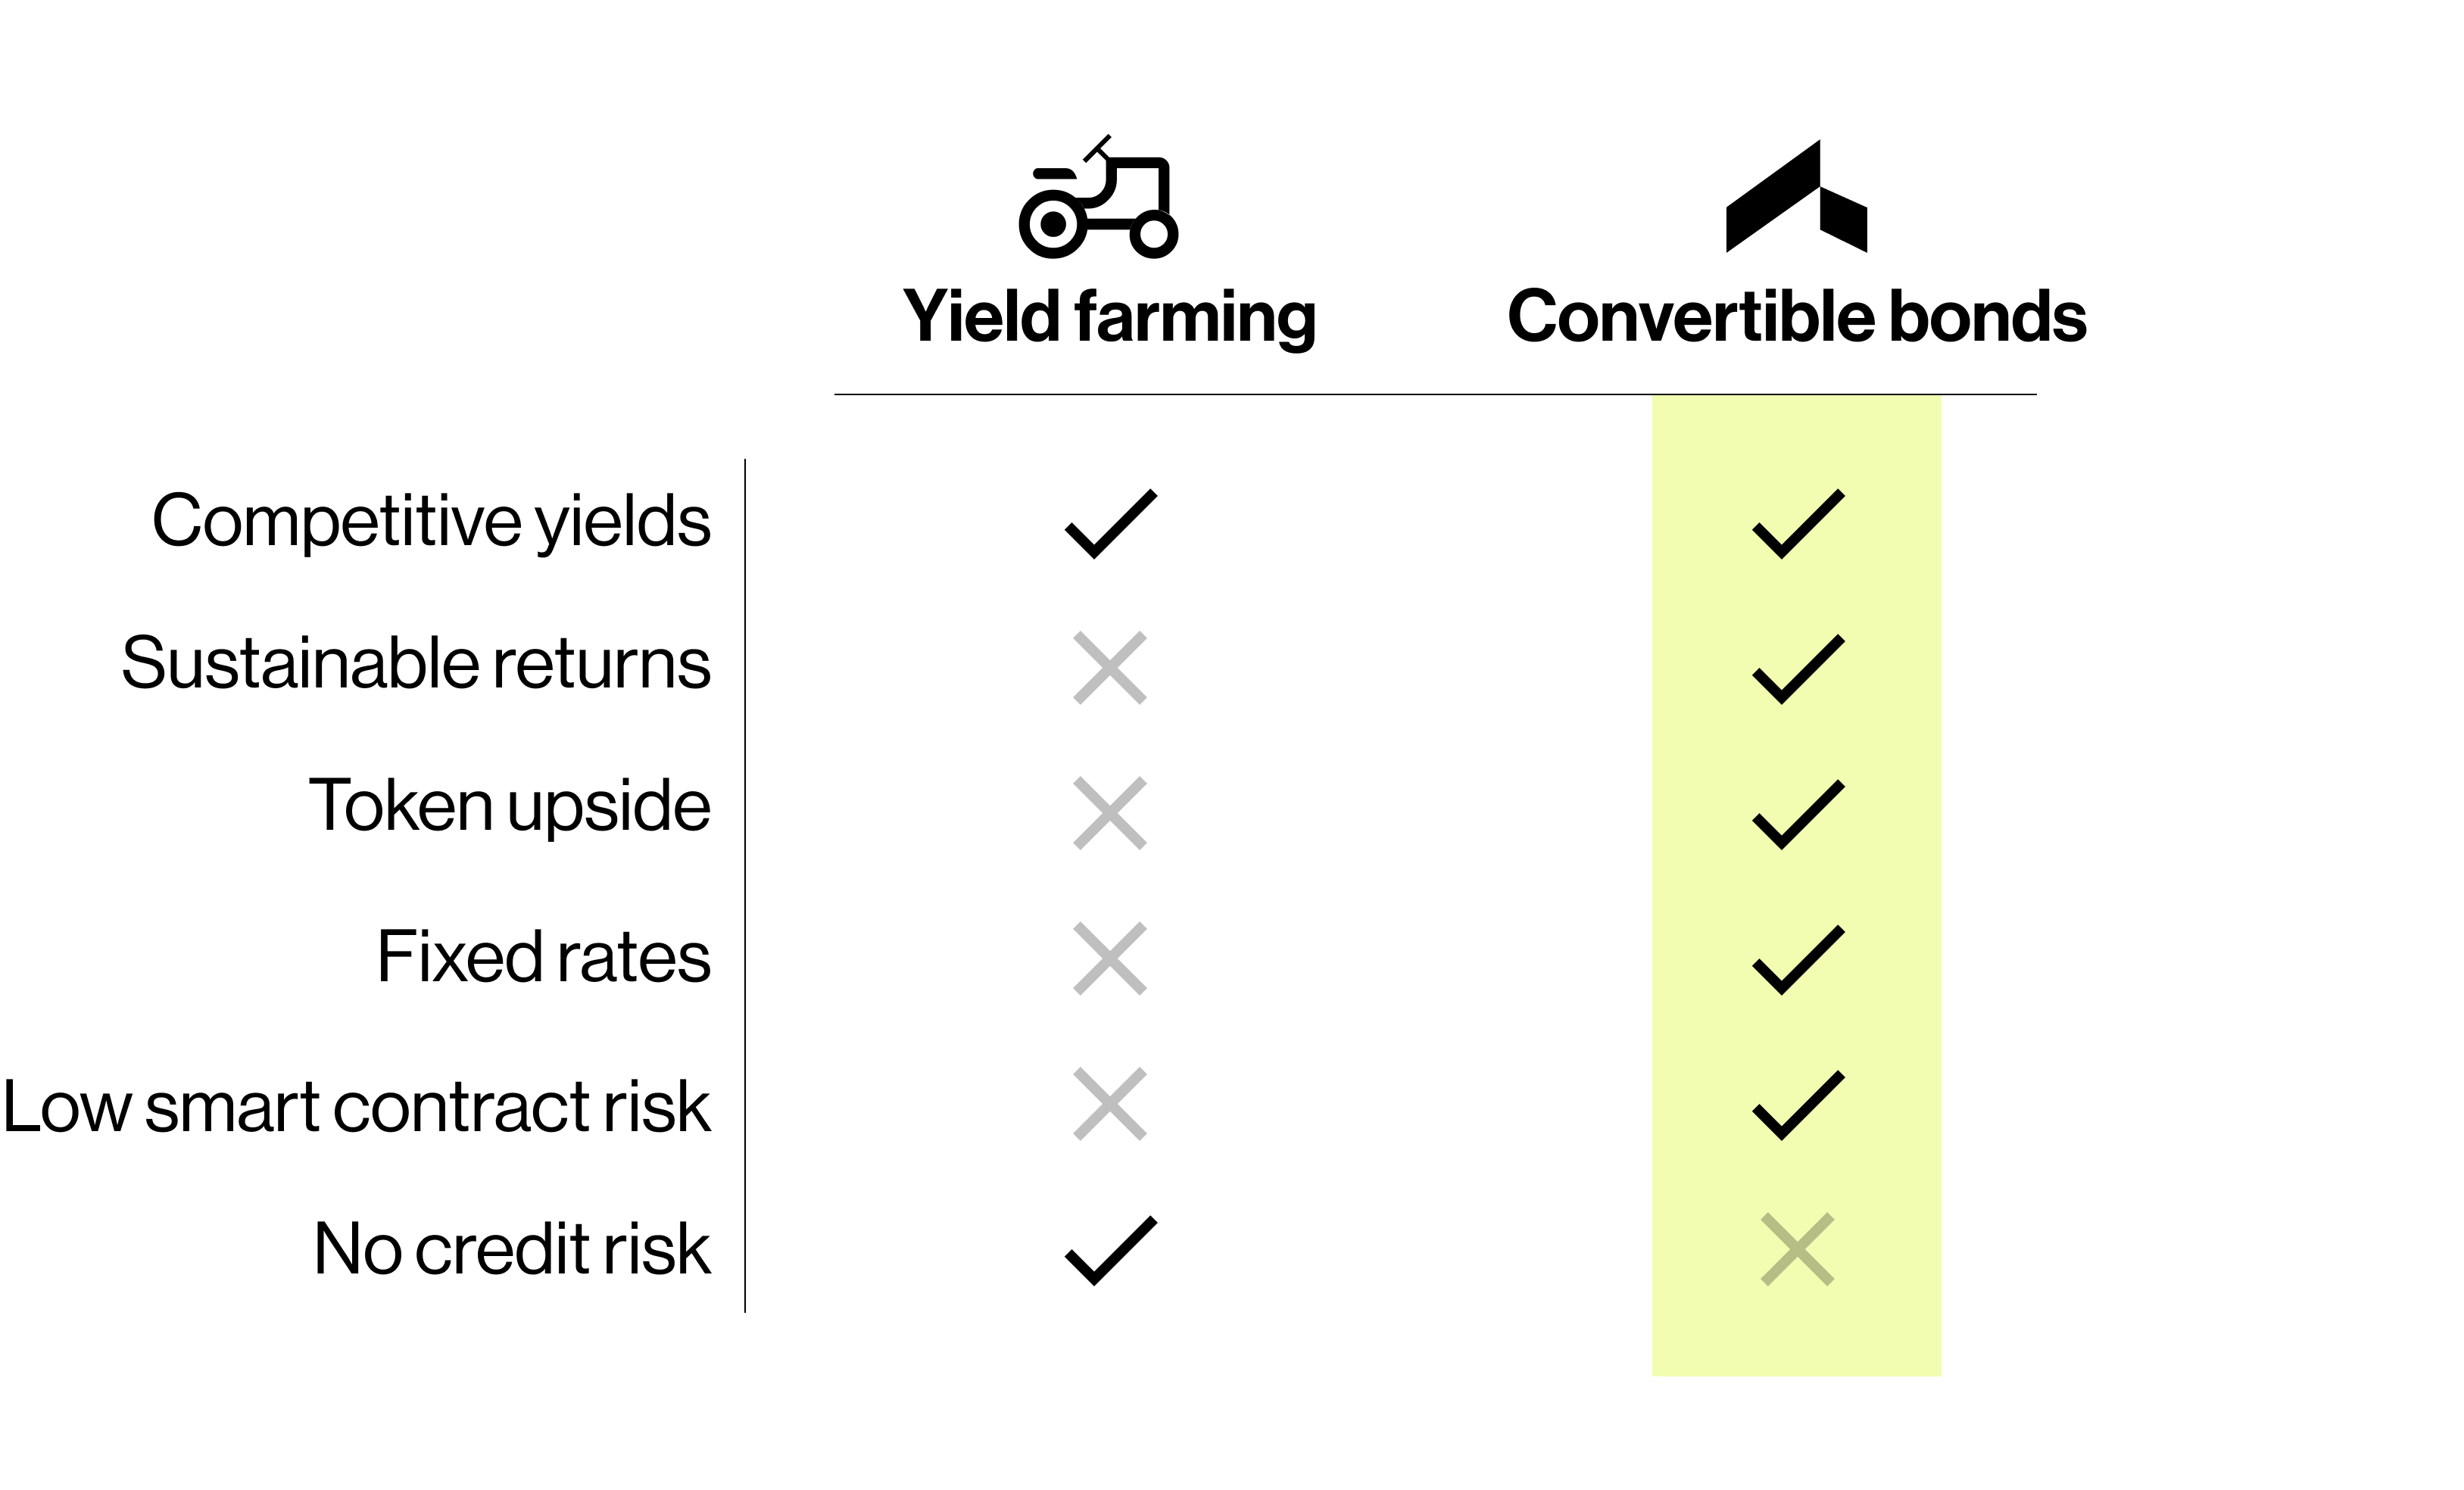 Yield farming
Convertible bonds
Competitive yields
Sustainable returns
Token upside
Fixed rates
Low smart contract risk
No credit risk